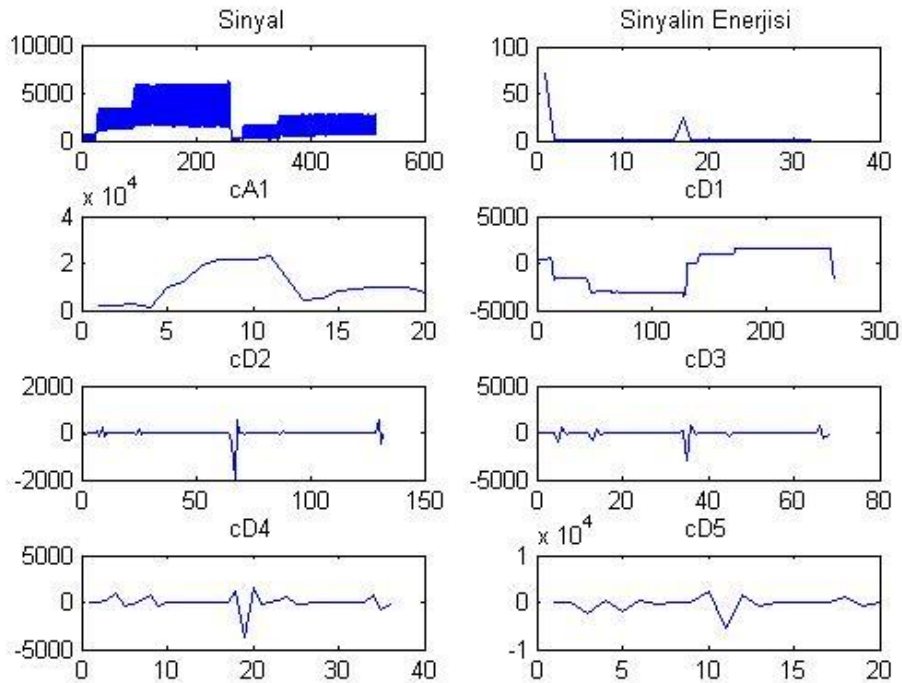 Sinyal
10000
5000
0
0 200 400 600
Sinyalin Enerjisi
100
50
0
0 10 20 30 40
cA1
x 10^4
4
2
0
0 5 10 15 20
cD1
5000
0
-5000
0 100 200 300
cD2
2000
0
-2000
0 50 100 150
cD3
5000
0
-5000
0 20 40 60 80
cD4
5000
0
-5000
0 10 20 30 40
cD5
x 10^4
1
0
-1
0 5 10 15 20